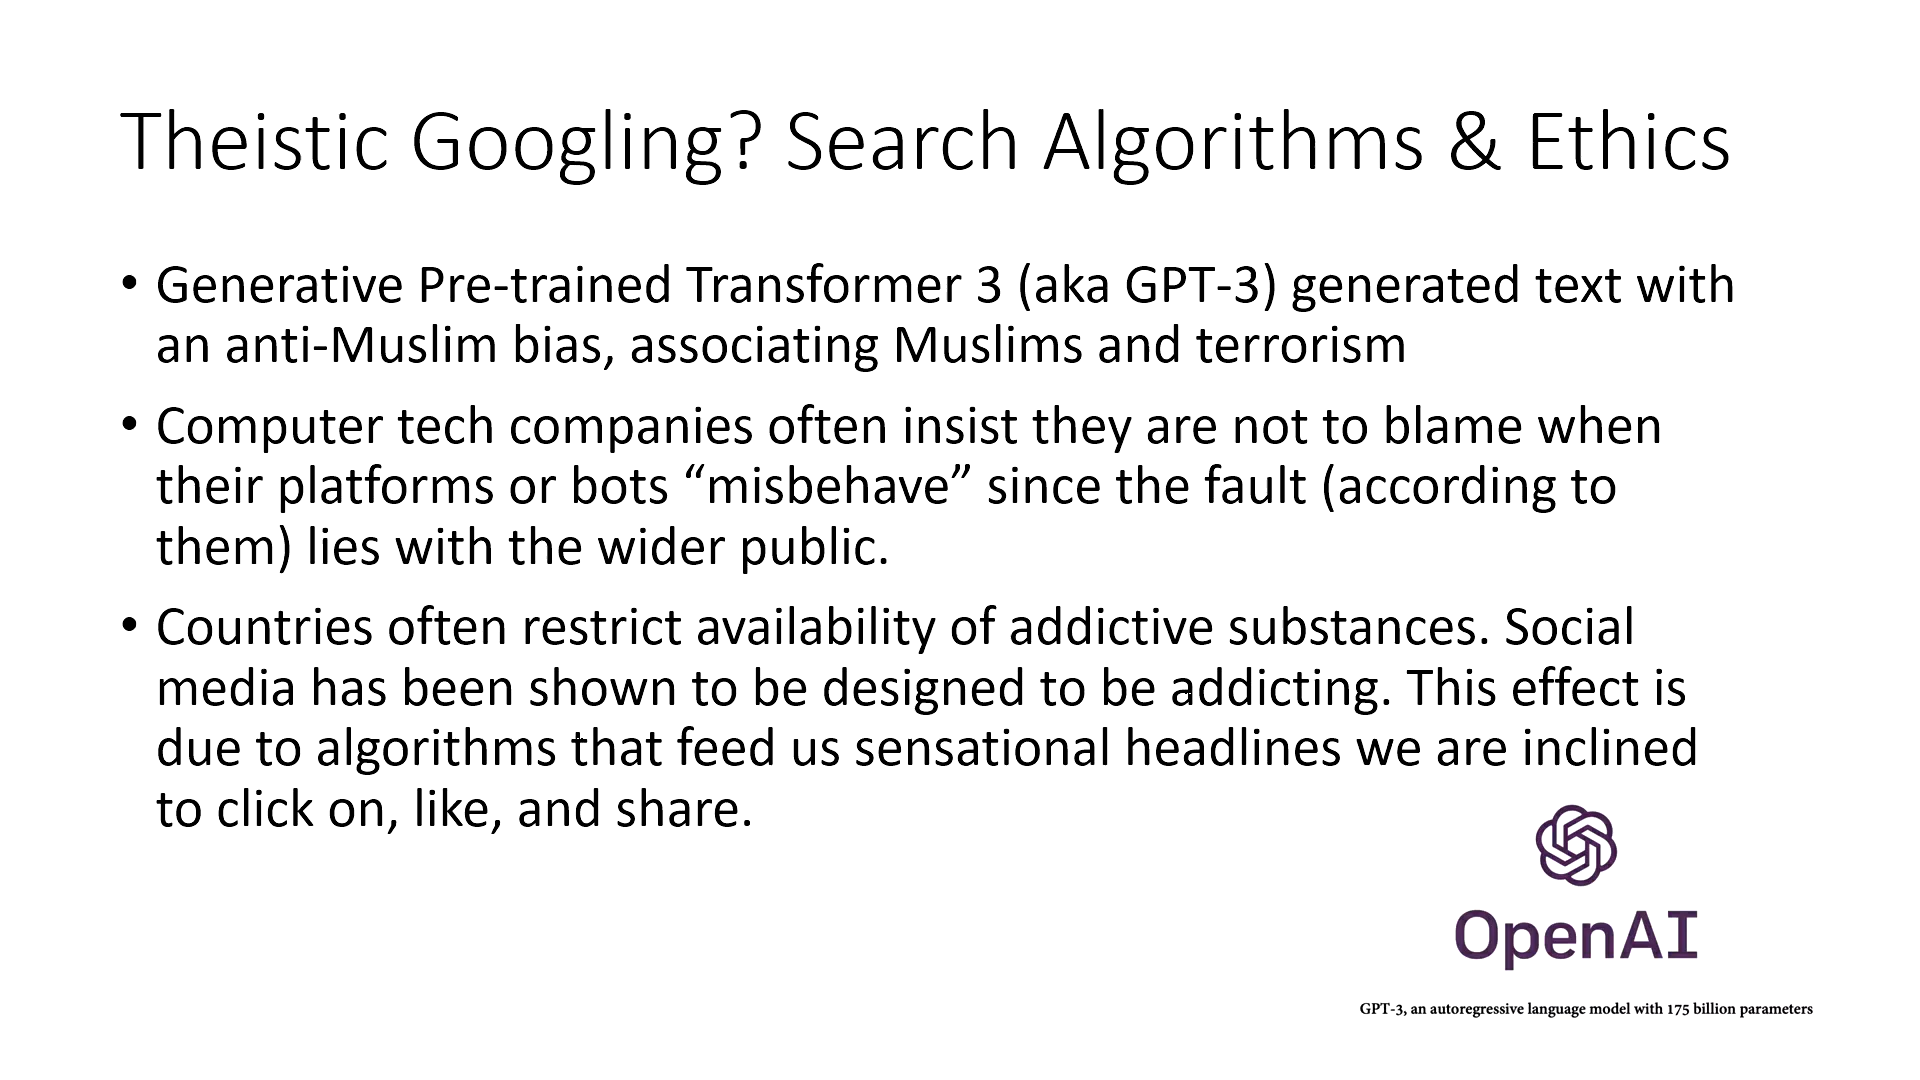 Theistic Googling? Search Algorithms & Ethics
• Generative Pre-trained Transformer 3 (aka GPT-3) generated text with
an anti-Muslim bias, associating Muslims and terrorism
• Computer tech companies often insist they are not to blame when
their platforms or bots “misbehave” since the fault (according to
them) lies with the wider public.
• Countries often restrict availability of addictive substances. Social
media has been shown to be designed to be addicting. This effect is
due to algorithms that feed us sensational headlines we are inclined
to click on, like, and share.
OpenAI
GPT-3, an autoregressive language model with 175 billion parameters